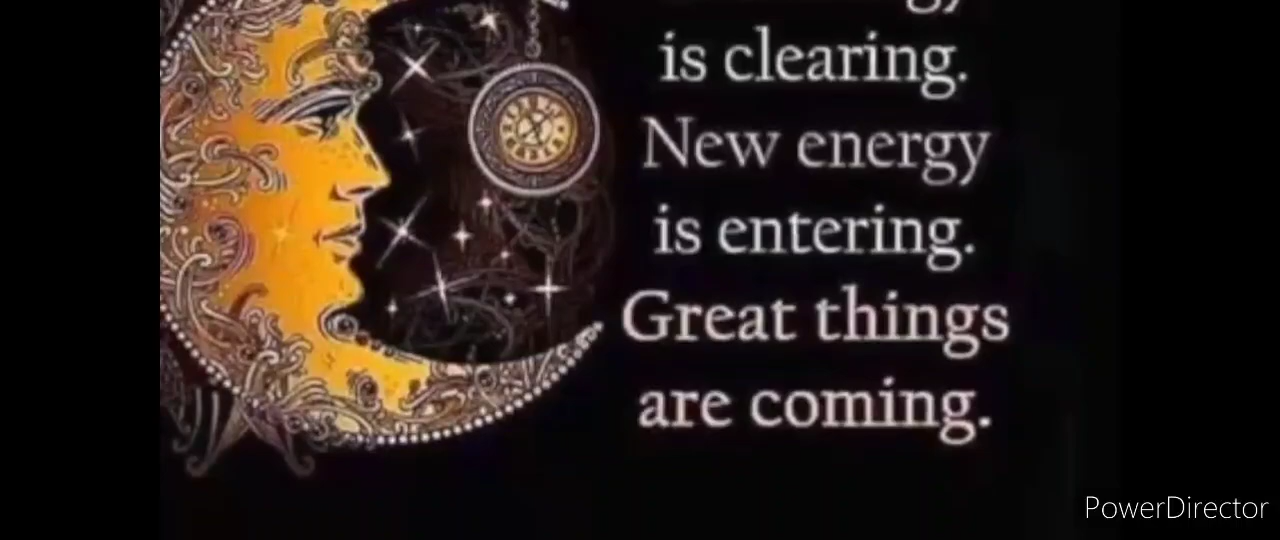 is clearing.
New energy
is entering.
Great things
are coming.
PowerDirector